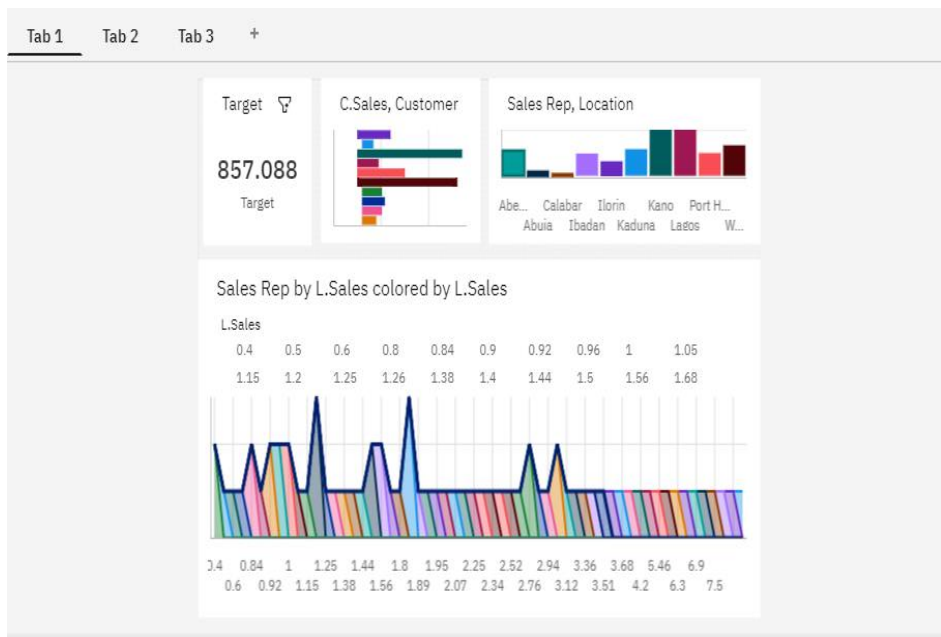 Tab 1 Tab 2 Tab 3 +
Target
857.088
Target
C.Sales, Customer
Sales Rep, Location
Abe... Calabar Ilorin Kano Port H...
Abuia Ibadan Kaduna Lagos W...
Sales Rep by L.Sales colored by L.Sales
L.Sales
0.4 0.5 0.6 0.8 0.84 0.9 0.92 0.96 1 1.05
1.15 1.2 1.25 1.26 1.38 1.4 1.44 1.5 1.56 1.68
0.4 0.84 1 1.25 1.44 1.8 1.95 2.25 2.52 2.94 3.36 3.68 5.46 6.9
0.6 0.92 1.15 1.38 1.56 1.89 2.07 2.34 2.76 3.12 3.51 4.2 6.3 7.5